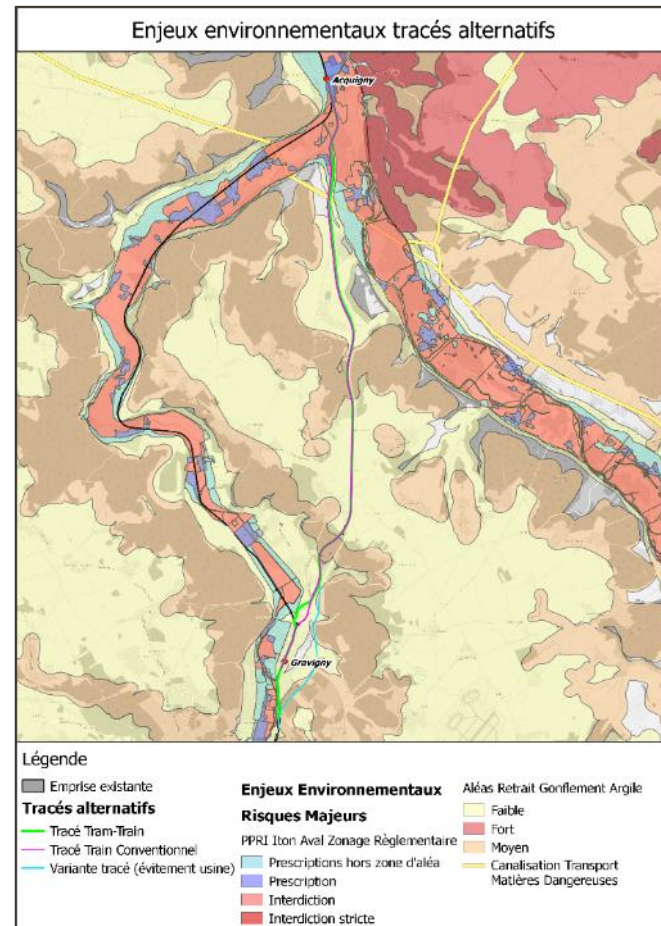 Enjeux environnementaux tracés alternatifs
Acquigny
Gravigny
Légende
Emprise existante
Tracés alternatifs
Tracé Tram-Train
Tracé Train Conventionnel
Variante tracé (évitement usine)
Enjeux Environnementaux
Risques Majeurs
PPRI Iton Aval Zonage Règlementaire
Prescriptions hors zone d'aléa
Prescription
Interdiction
Interdiction stricte
Aléas Retrait Gonflement Argile
Faible
Fort
Moyen
Canalisation Transport
Matières Dangereuses